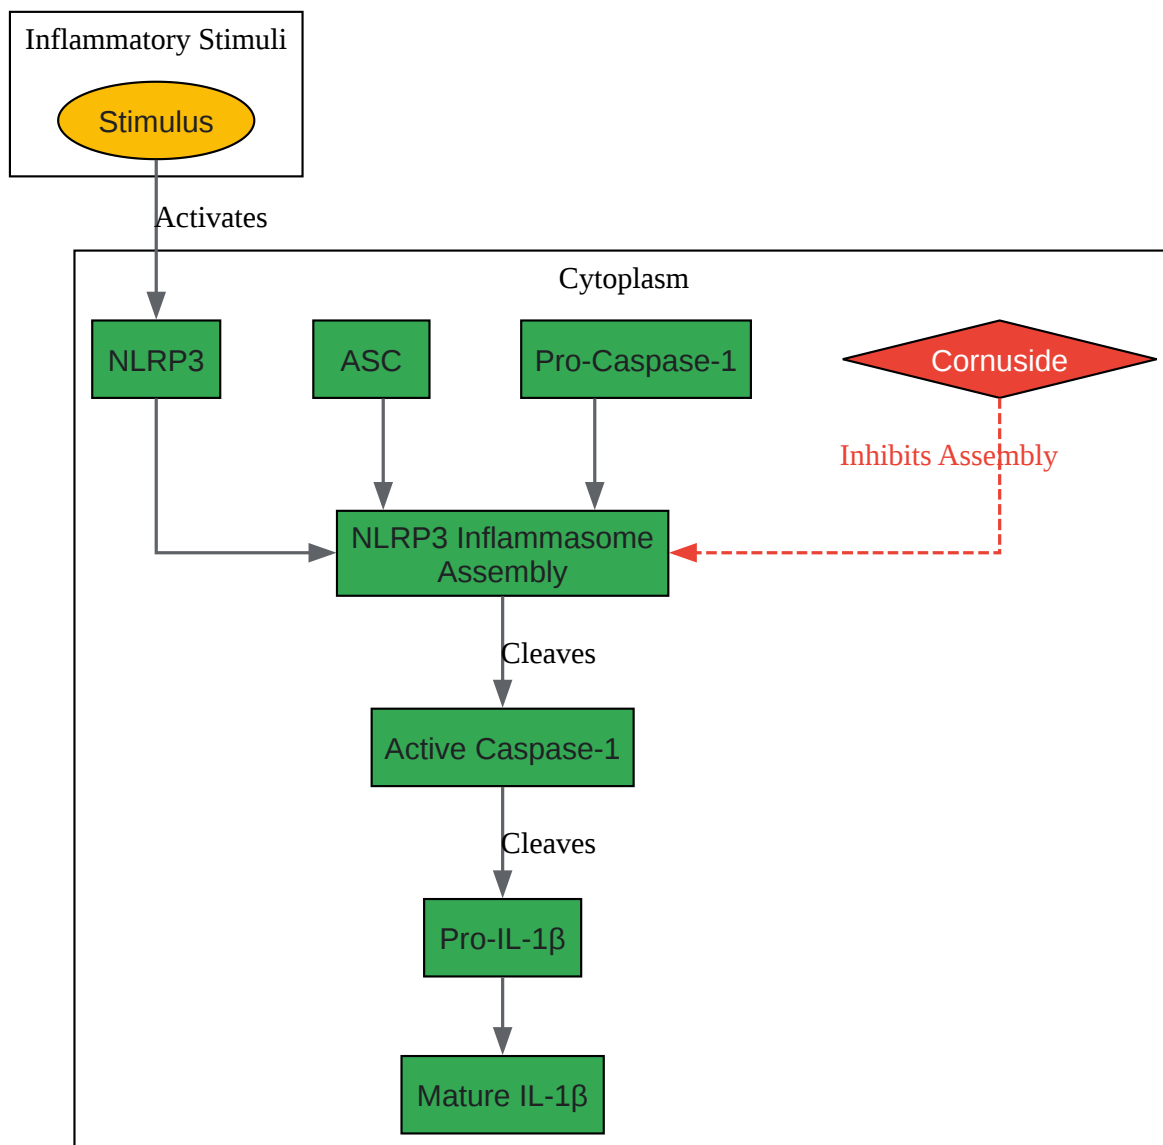 Inflammatory Stimuli
Stimulus
Activates
Cytoplasm
NLRP3
ASC
Pro-Caspase-1
Cornuside
Inhibits Assembly
NLRP3 Inflammasome
Assembly
Cleaves
Active Caspase-1
Cleaves
Pro-IL-1β
Mature IL-1β